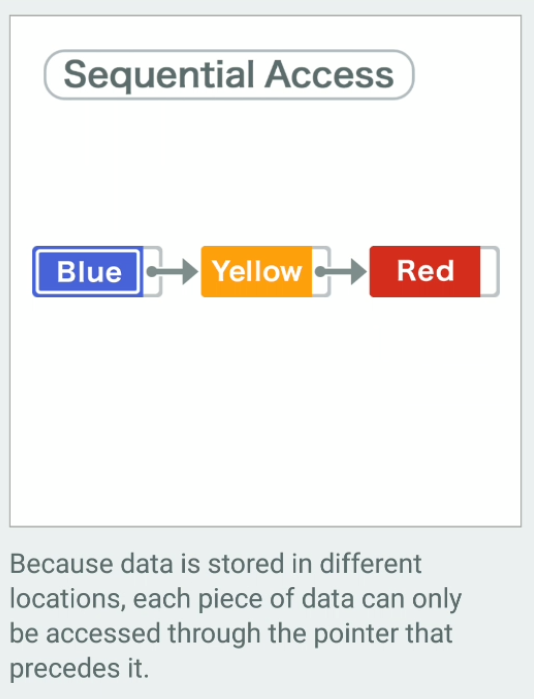 Sequential Access
Blue Yellow Red
Because data is stored in different
locations, each piece of data can only
be accessed through the pointer that
precedes it.